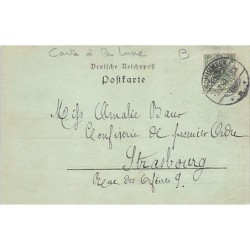 Carte à la lune B
Deutsche Reichspost
Postkarte
Miss Amalie Baur
Confiserie de premier Ordre
Strasbourg
Rue des Orfèvres 9.